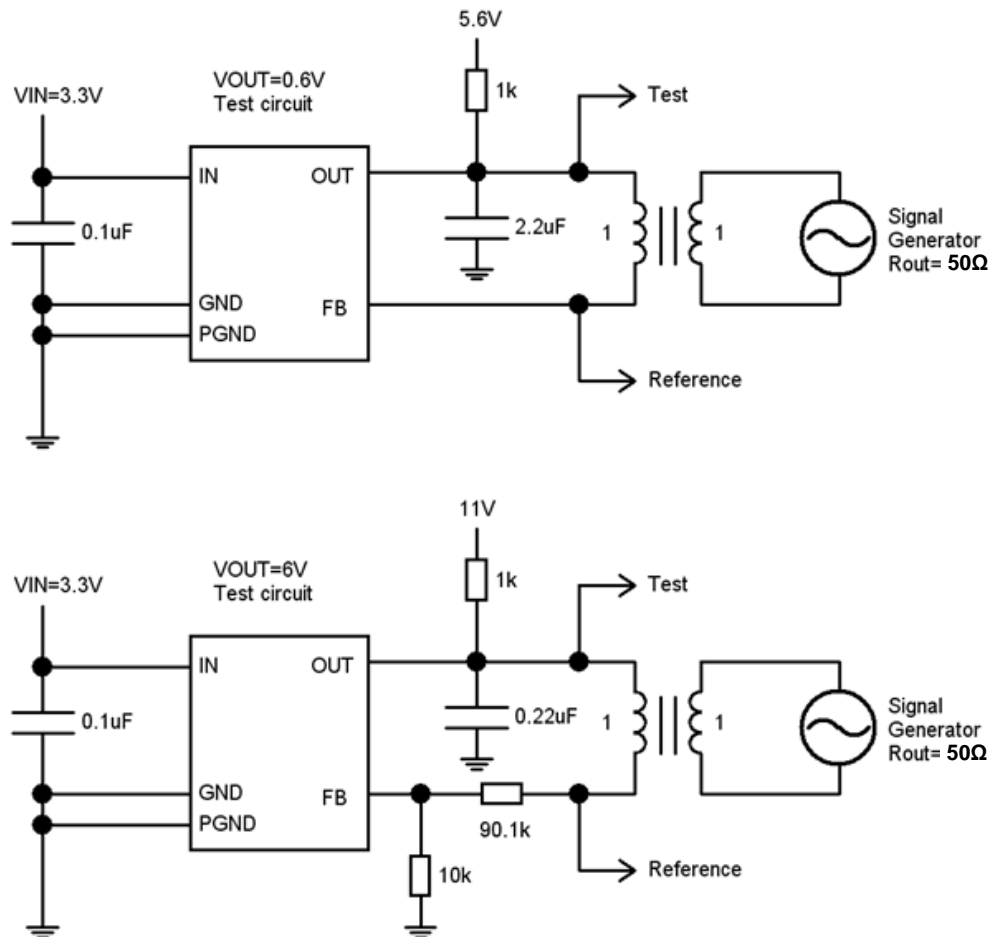 5.6V
VOUT=0.6V
Test circuit
VIN=3.3V
1k
Test
IN
OUT
0.1uF
2.2uF
1
1
Signal
Generator
Rout= 50Ω
GND
FB
PGND
Reference
11V
VOUT=6V
Test circuit
VIN=3.3V
1k
Test
IN
OUT
0.1uF
0.22uF
1
1
Signal
Generator
Rout= 50Ω
GND
FB
PGND
90.1k
10k
Reference